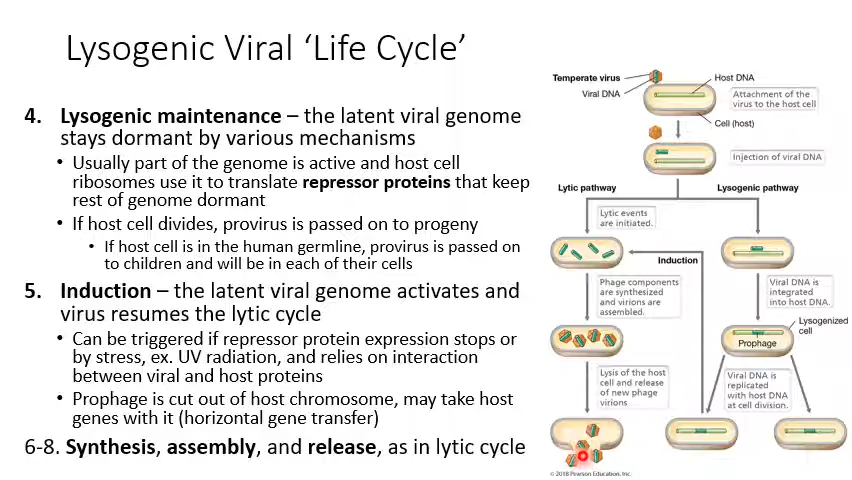 Lysogenic Viral ‘Life Cycle’
4. Lysogenic maintenance – the latent viral genome
stays dormant by various mechanisms
• Usually part of the genome is active and host cell
ribosomes use it to translate repressor proteins that keep
rest of genome dormant
• If host cell divides, provirus is passed on to progeny
• If host cell is in the human germline, provirus is passed on
to children and will be in each of their cells
5. Induction – the latent viral genome activates and
virus resumes the lytic cycle
• Can be triggered if repressor protein expression stops or
by stress, ex. UV radiation, and relies on interaction
between viral and host proteins
• Prophage is cut out of host chromosome, may take host
genes with it (horizontal gene transfer)
6-8. Synthesis, assembly, and release, as in lytic cycle
Temperate virus
Viral DNA
Host DNA
Attachment of the
virus to the host cell
Cell (host)
Injection of viral DNA
Lytic pathway
Lysogenic pathway
Lytic events
are initiated.
Induction
Phage components
are synthesized
and virions are
assembled.
Viral DNA is
integrated
into host DNA.
Lysogenized
cell
Prophage
Lysis of the host
cell and release
of new phage
virions
Viral DNA is
replicated
with host DNA
at cell division.
© 2018 Pearson Education, Inc.